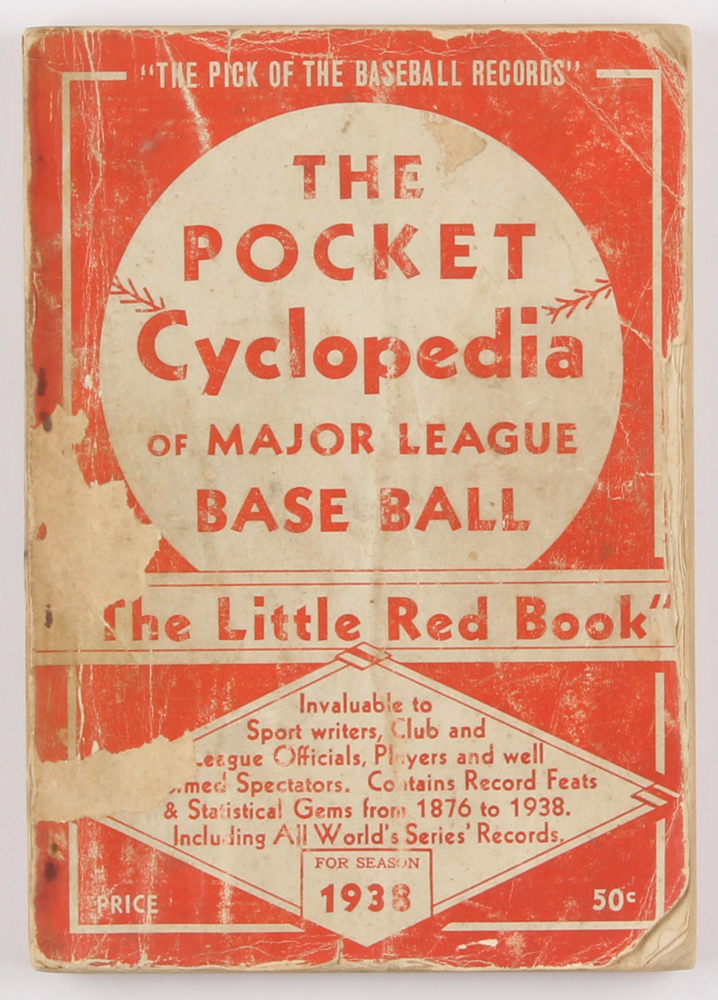 "THE PICK OF THE BASEBALL RECORDS"
THE
POCKET
Cyclopedia
OF MAJOR LEAGUE
BASE BALL
The Little Red Book"
Invaluable to
Sport writers, Club and
League Officials, Players and well
Spectators. Contains Record Feats
& Statistical Gems from 1876 to 1938.
Including All World's Series' Records.
FOR SEASON
1938
PRICE 50c